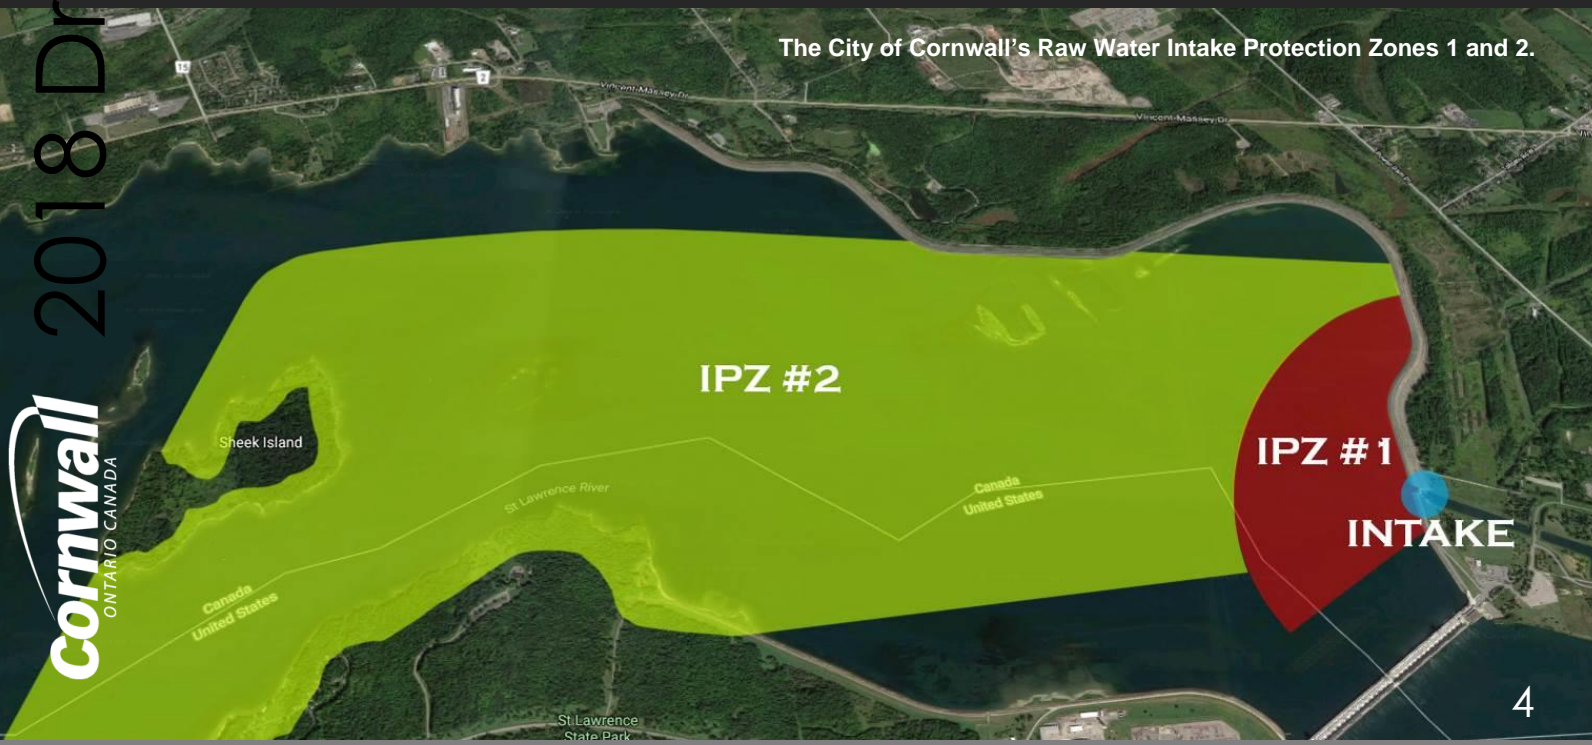 The City of Cornwall's Raw Water Intake Protection Zones 1 and 2.
15
2
Vincent-Massey Dr
Vincent-Massey Dr
IPZ #2
Sheek Island
IPZ #1
Canada
United States
St Lawrence River
INTAKE
Canada
United States
St Lawrence
State Park
2018 Dr
Cornwall
ONTARIO CANADA
4